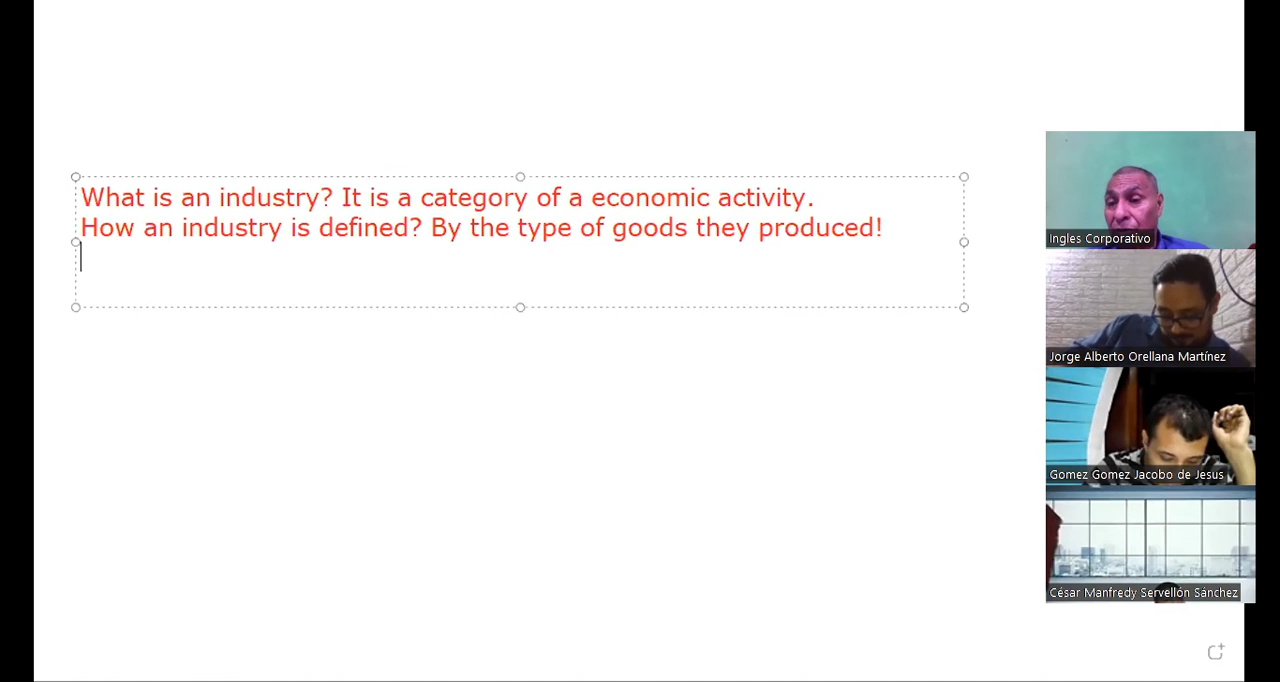 What is an industry? It is a category of a economic activity.
How an industry is defined? By the type of goods they produced!
Ingles Corporativo
Jorge Alberto Orellana Martínez
Gomez Gomez Jacobo de Jesus
César Manfredy Servellón Sánchez